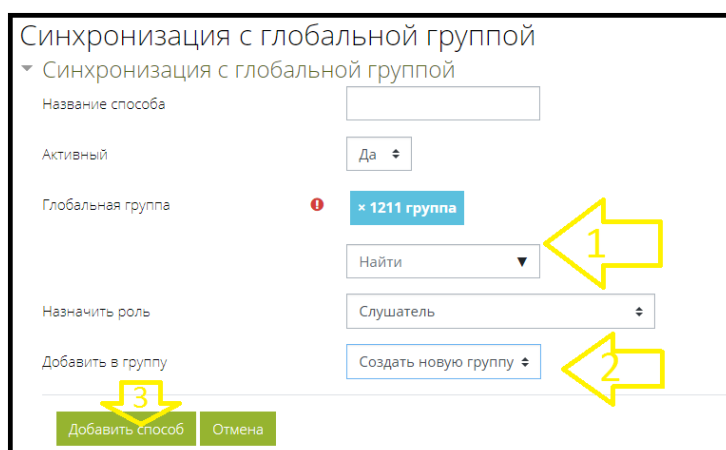 Синхронизация с глобальной группой
Синхронизация с глобальной группой
Название способа
Активный
Да
Глобальная группа
× 1211 группа
1
Найти
Назначить роль
Слушатель
Добавить в группу
Создать новую группу
2
3
Добавить способ
Отмена